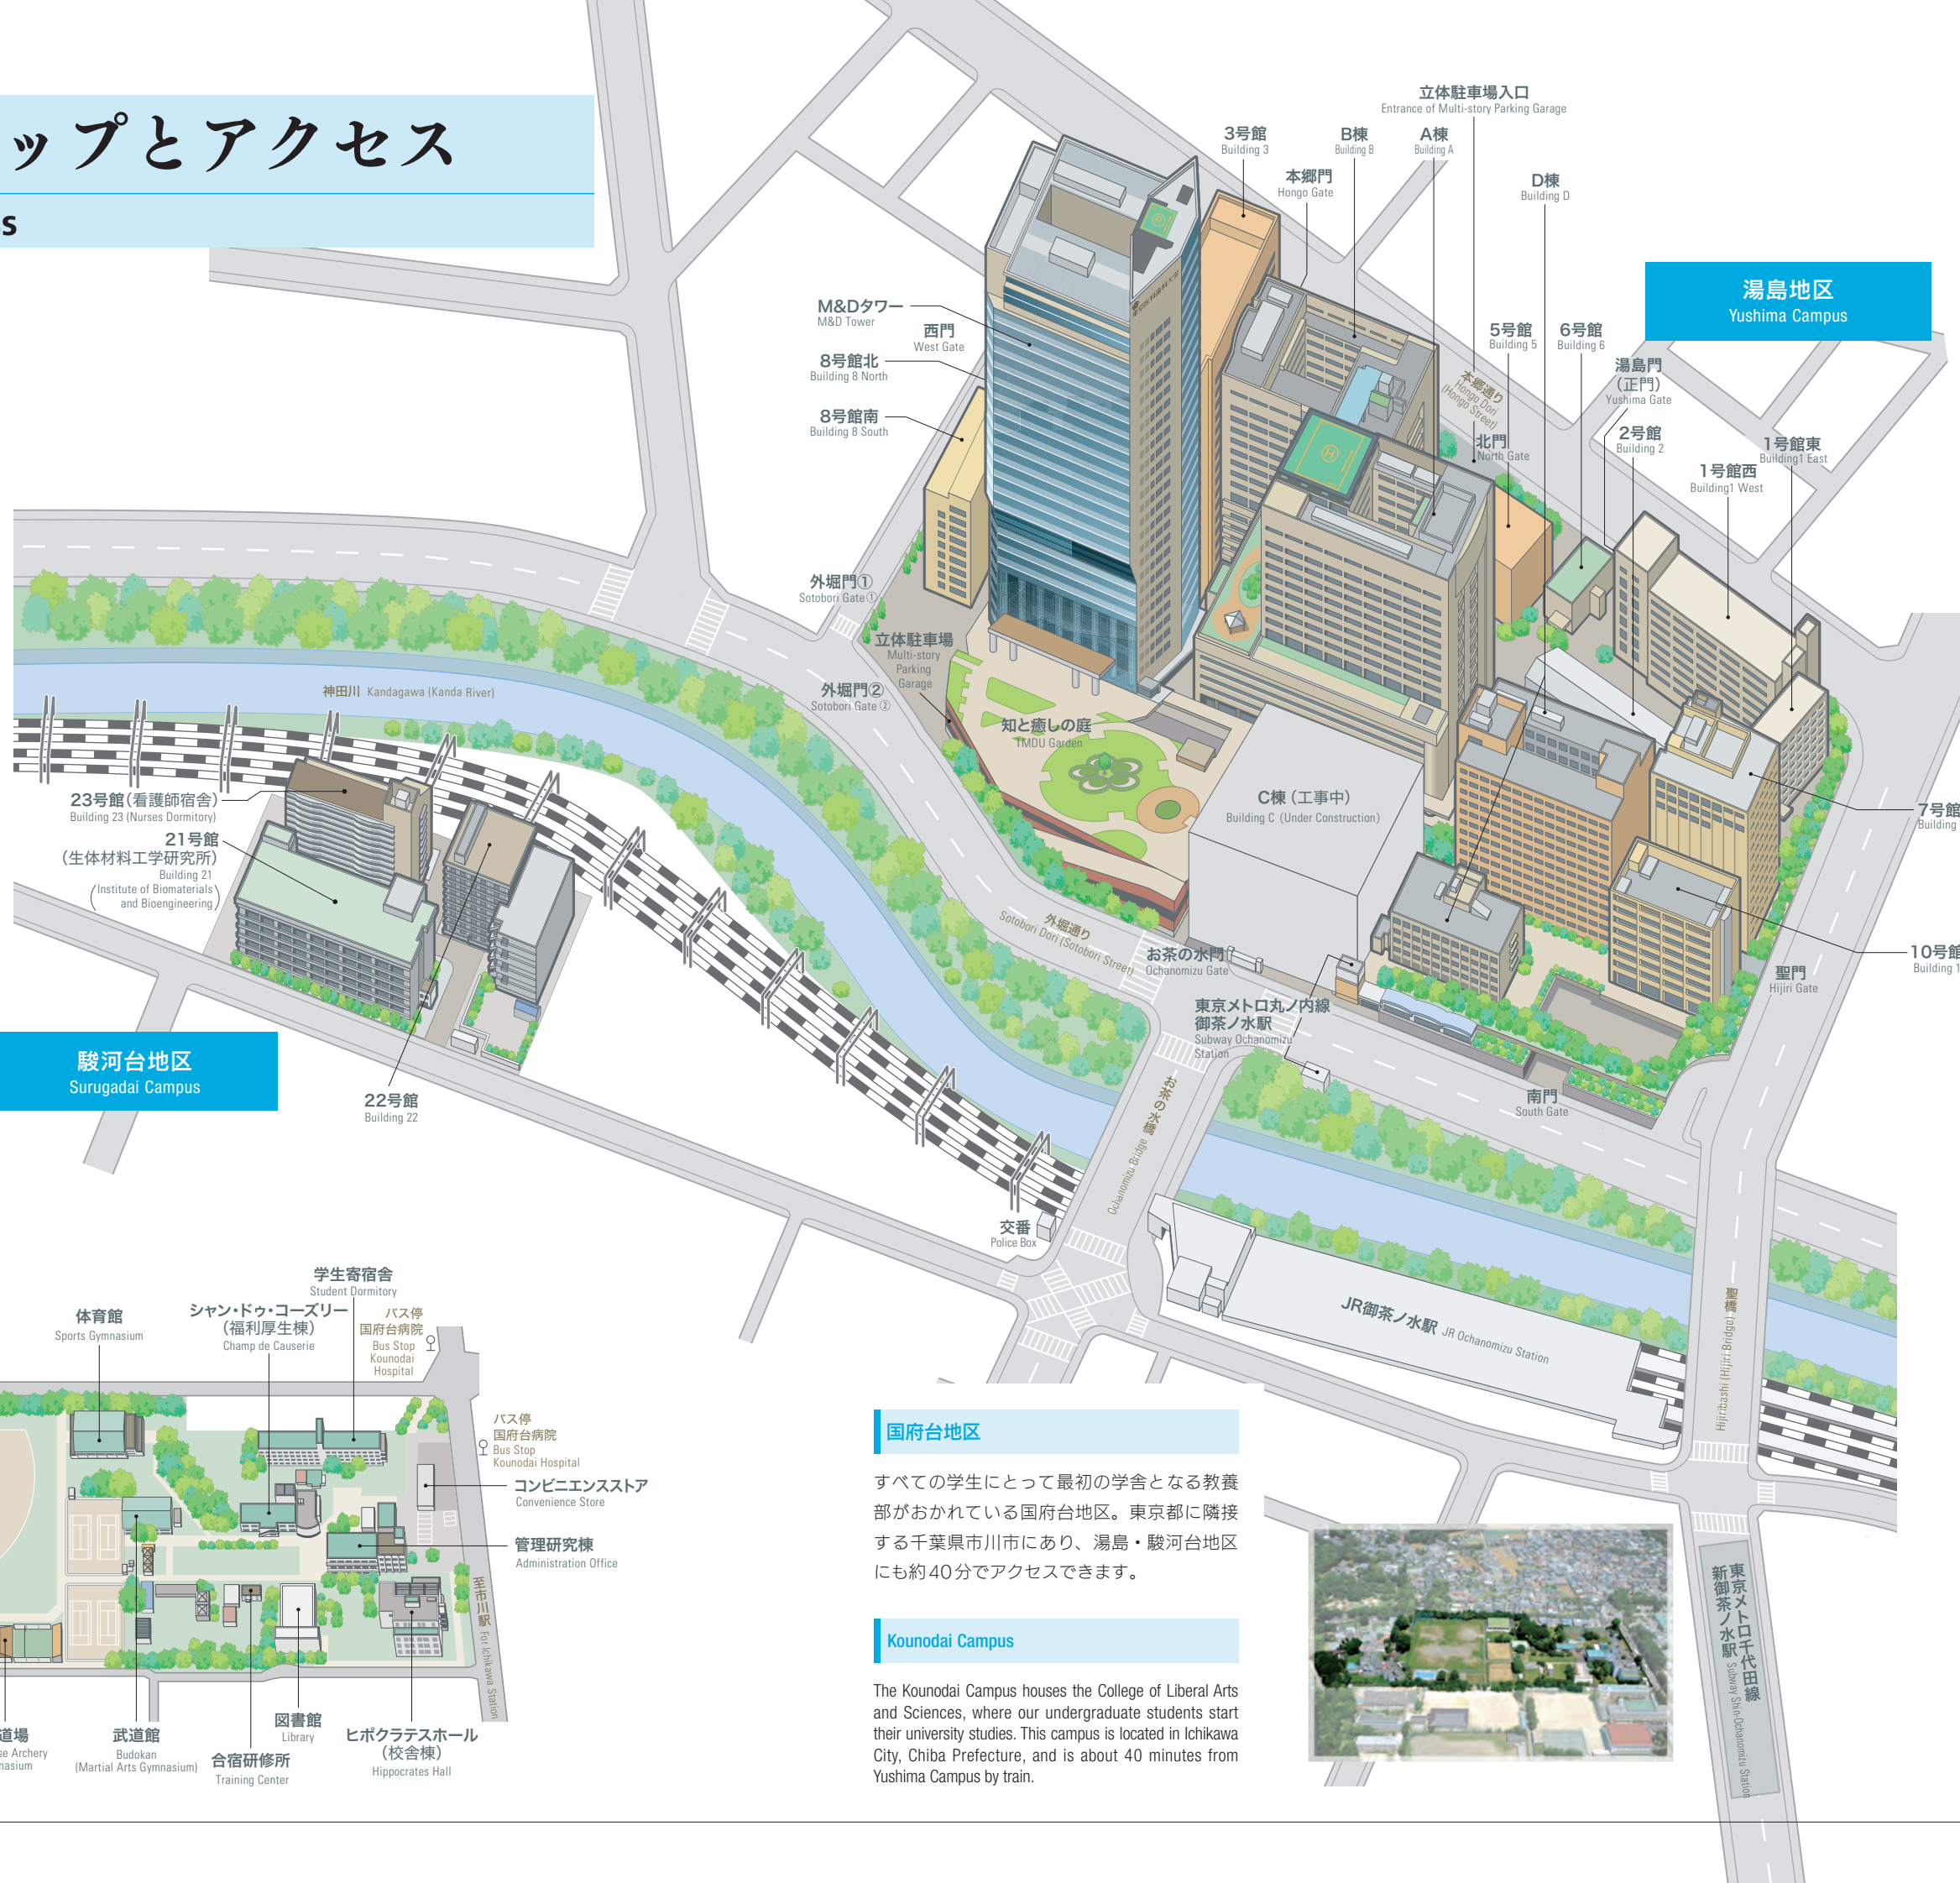 ップとアクセス
ss
立体駐車場入口
Entrance of Multi-story Parking Garage
3号館
Building 3
B棟
Building B
A棟
Building A
本郷門
Hongo Gate
D棟
Building D
湯島地区
Yushima Campus
M&Dタワー
M&D Tower
西門
West Gate
8号館北
Building 8 North
8号館南
Building 8 South
本郷通り
Hongo Dori
(Hongo Street)
北門
North Gate
5号館
Building 5
6号館
Building 6
湯島門
(正門)
Yushima Gate
2号館
Building 2
1号館東
Building1 East
1号館西
Building1 West
外堀門①
Sotobori Gate①
立体駐車場
Multi-story
Parking
Garage
外堀門②
Sotobori Gate②
知と癒しの庭
TMDU Garden
神田川 Kandagawa (Kanda River)
C棟(工事中)
Building C (Under Construction)
7号館
Building
10号館
Building 1
聖門
Hijiri Gate
23号館(看護師宿舎)
Building 23 (Nurses Dormitory)
21号館
(生体材料工学研究所)
Building 21
(Institute of Biomaterials
and Bioengineering)
外堀通り
Sotobori Dori (Sotobori Street)
お茶の水門
Ochanomizu Gate
東京メトロ丸ノ内線
御茶ノ水駅
Subway Ochanomizu
Station
南門
South Gate
駿河台地区
Surugadai Campus
22号館
Building 22
お茶の水橋
Ochanomizu Bridge
交番
Police Box
JR御茶ノ水駅 JR Ochanomizu Station
聖橋
Hijiribashi (Hijiri Bridge)
東京メトロ千代田線
新御茶ノ水駅 Subway Shin-Ochanomizu Station
体育館
Sports Gymnasium
学生寄宿舎
Student Dormitory
シャン・ドゥ・コーズリー
(福利厚生棟)
Champ de Causerie
バス停
国府台病院
Bus Stop
Kounodai
Hospital
バス停
国府台病院
Bus Stop
Kounodai Hospital
コンビニエンスストア
Convenience Store
管理研究棟
Administration Office
至市川駅 For Ichikawa Station
道場
se Archery
nasium
武道館
Budokan
(Martial Arts Gymnasium)
合宿研修所
Training Center
図書館
Library
ヒポクラテスホール
(校舎棟)
Hippocrates Hall
国府台地区
すべての学生にとって最初の学舎となる教養
部がおかれている国府台地区。東京都に隣接
する千葉県市川市にあり、湯島・駿河台地区
にも約40分でアクセスできます。
Kounodai Campus
The Kounodai Campus houses the College of Liberal Arts
and Sciences, where our undergraduate students start
their university studies. This campus is located in Ichikawa
City, Chiba Prefecture, and is about 40 minutes from
Yushima Campus by train.